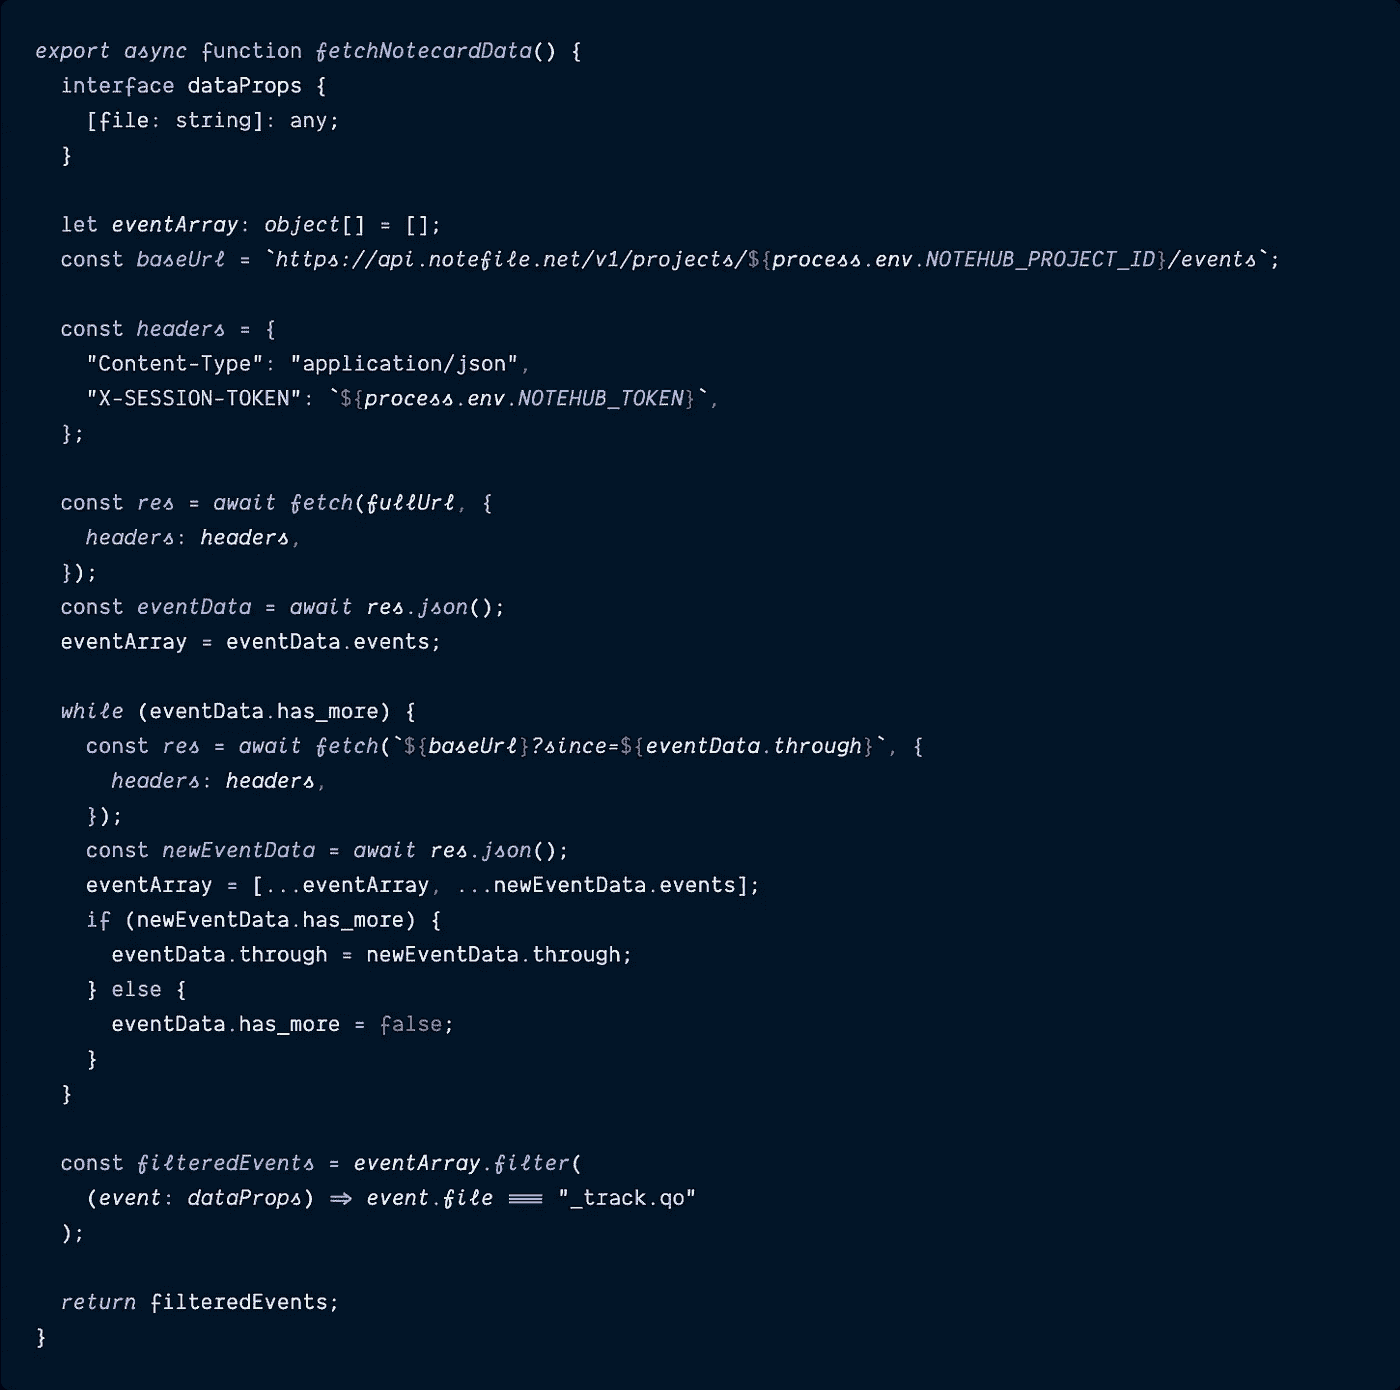 export async function fetchNotecardData() {
  interface dataProps {
    [file: string]: any;
  }

  let eventArray: object[] = [];
  const baseUrl = `https://api.notefile.net/v1/projects/${process.env.NOTEHUB_PROJECT_ID}/events`;

  const headers = {
    "Content-Type": "application/json",
    "X-SESSION-TOKEN": `${process.env.NOTEHUB_TOKEN}`,
  };

  const res = await fetch(fullUrl, {
    headers: headers,
  });
  const eventData = await res.json();
  eventArray = eventData.events;

  while (eventData.has_more) {
    const res = await fetch(`${baseUrl}?since=${eventData.through}`, {
      headers: headers,
    });
    const newEventData = await res.json();
    eventArray = [...eventArray, ...newEventData.events];
    if (newEventData.has_more) {
      eventData.through = newEventData.through;
    } else {
      eventData.has_more = false;
    }
  }

  const filteredEvents = eventArray.filter(
    (event: dataProps) => event.file === "_track.qo"
  );

  return filteredEvents;
}